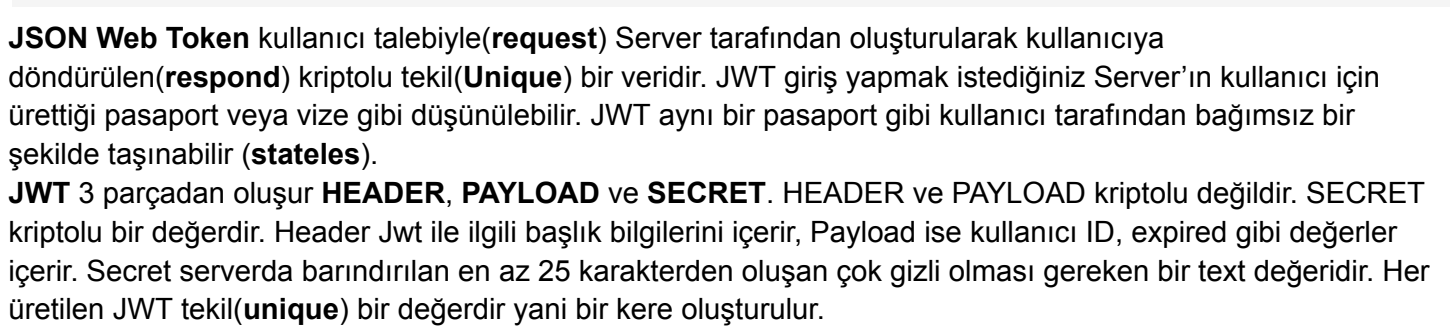 JSON Web Token kullanıcı talebiyle(request) Server tarafından oluşturularak kullanıcıya
döndürülen(respond) kriptolu tekil(Unique) bir veridir. JWT giriş yapmak istediğiniz Server’ın kullanıcı için
ürettiği pasaport veya vize gibi düşünülebilir. JWT aynı bir pasaport gibi kullanıcı tarafından bağımsız bir
şekilde taşınabilir (stateles).
JWT 3 parçadan oluşur HEADER, PAYLOAD ve SECRET. HEADER ve PAYLOAD kriptolu değildir. SECRET
kriptolu bir değerdir. Header Jwt ile ilgili başlık bilgilerini içerir, Payload ise kullanıcı ID, expired gibi değerler
içerir. Secret serverda barındırılan en az 25 karakterden oluşan çok gizli olması gereken bir text değeridir. Her
üretilen JWT tekil(unique) bir değerdir yani bir kere oluşturulur.